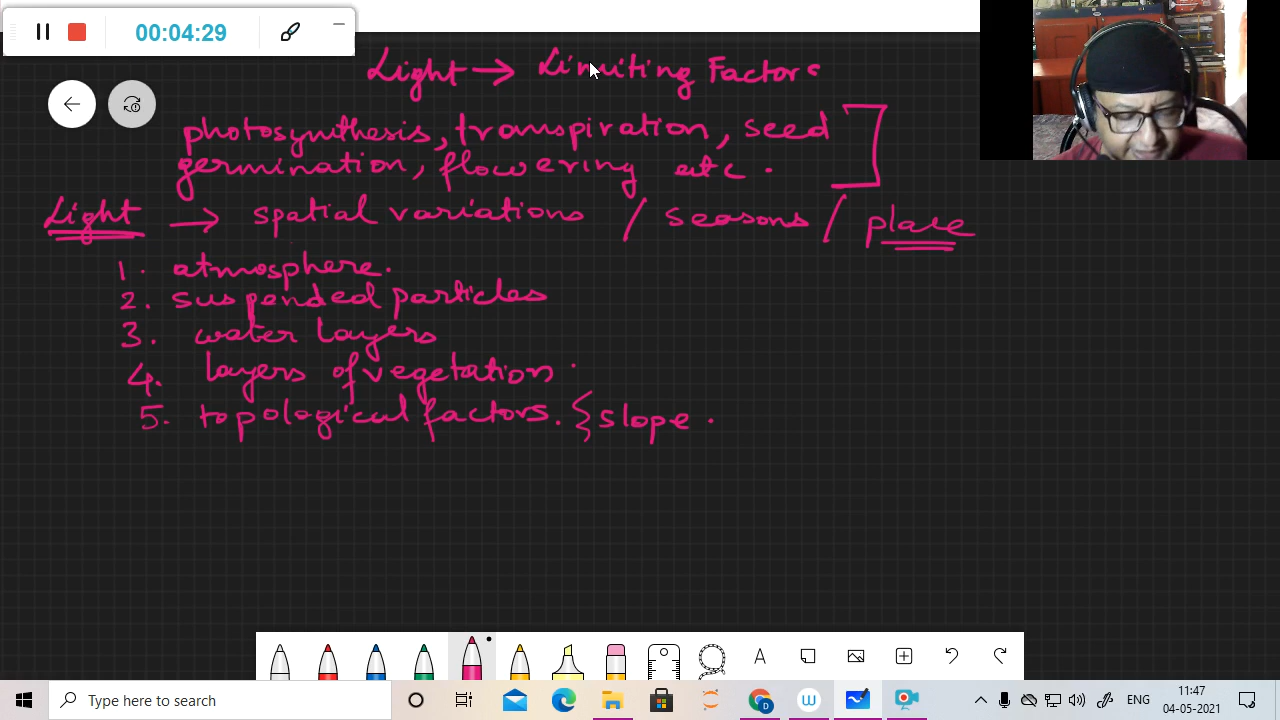 00:04:29
Light → Limiting Factors
photosynthesis, transpiration, seed
germination, flowering etc.
Light → spatial variations / seasons / place
1. atmosphere.
2. suspended particles
3. water layers
4. layers of vegetation.
5. topological factors. { slope.
A
Type here to search
D
W
ENG
11:47
04-05-2021